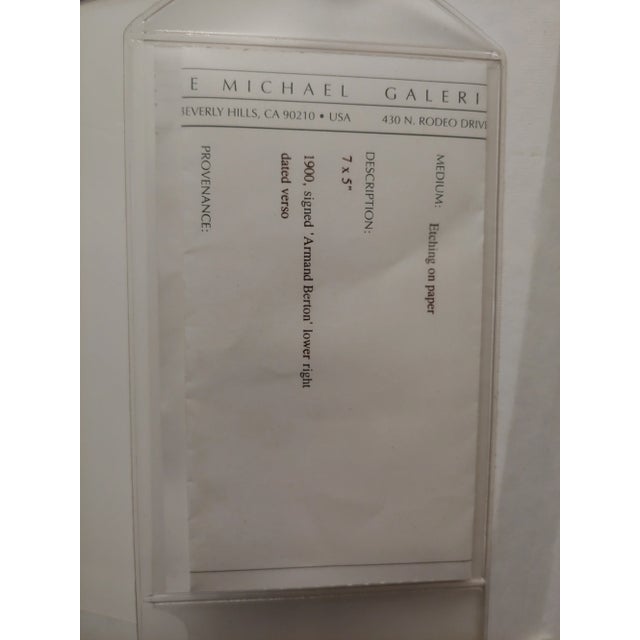 E MICHAEL GALERI
BEVERLY HILLS, CA 90210 • USA 430 N. RODEO DRIVE
MEDIUM: Etching on paper
DESCRIPTION:
7 x 5"
1900, signed 'Armand Berton' lower right
dated verso
PROVENANCE: